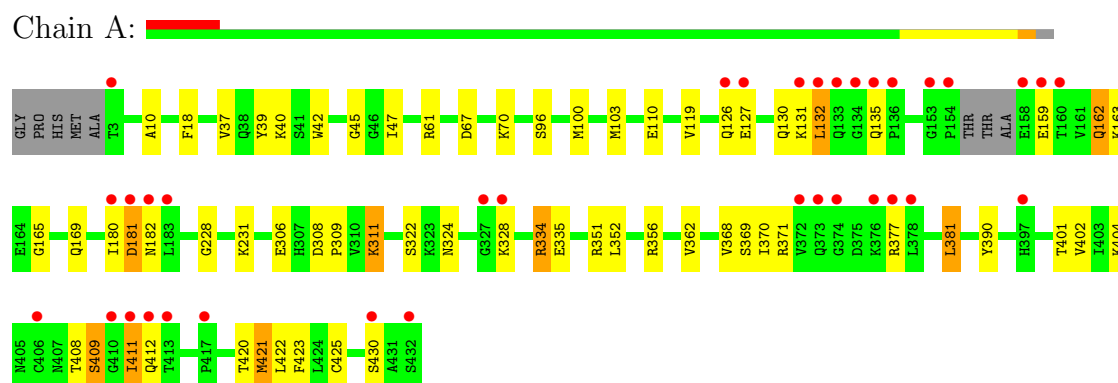 Chain A:
GLY PRO HIS MET ALA T3 A10 F18 V37 Q38 Y39 K40 S41 W42 G45 G46 I47 R61 D67 K70 S96 M100 M103 E110 V119 Q126 E127 Q130 K131 L132 Q133 G134 Q135 P136 G153 P154 THR THR ALA E158 E159 T160 V161 Q162 K163
E164 G165 Q169 I180 D181 N182 L183 G228 K231 E306 H307 D308 P309 V310 K311 S322 K323 N324 G327 K328 R334 E335 R351 L352 R356 V362 V368 S369 I370 R371 V372 Q373 G374 D375 K376 R377 L378 L381 Y390 H397 T401 V402 I403 K404
N405 C406 N407 T408 S409 G410 I411 Q412 T413 P417 T420 M421 L422 F423 L424 C425 S430 A431 S432